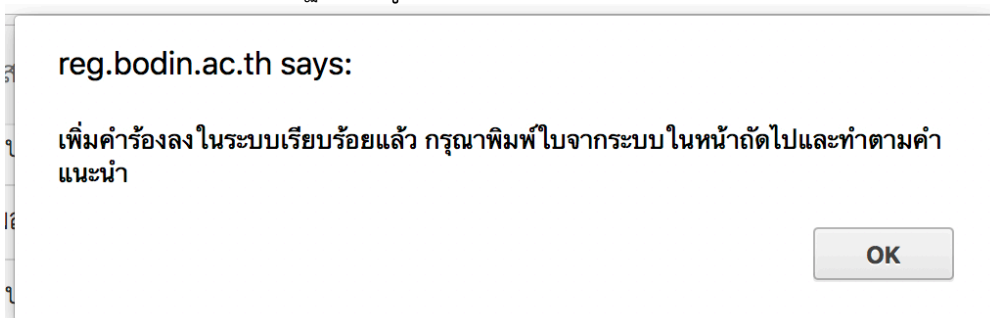 reg.bodin.ac.th says:
เพิ่มคำร้องลงในระบบเรียบร้อยแล้ว กรุณาพิมพ์ใบจากระบบในหน้าถัดไปและทำตามคำ
แนะนำ
OK